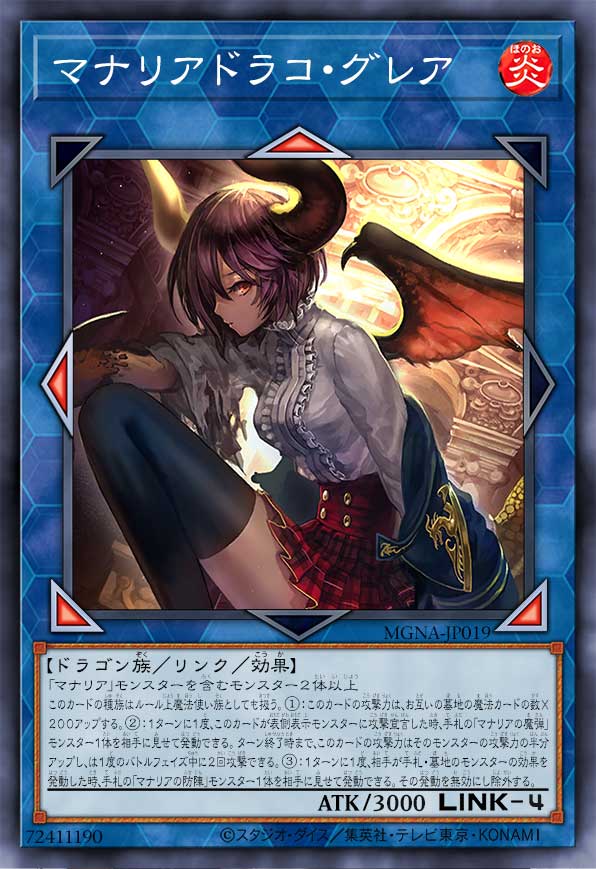 マナリアドラコ・グレア
ほのお
炎
MGNA-JP019
【ドラゴン族／リンク／効果】
「マナリア」モンスターを含むモンスター２体以上
このカードの種族はルール上魔法使い族としても扱う。①：このカードの攻撃力は、お互いの墓地の魔法カードの数×
２００アップする。②：１ターンに１度、このカードが表側表示モンスターに攻撃宣言した時、手札の「マナリアの魔弾」
モンスター１体を相手に見せて発動できる。ターン終了時まで、このカードの攻撃力はそのモンスターの攻撃力の半分
アップし、は１度のバトルフェイズ中に２回攻撃できる。③：１ターンに１度、相手が手札・墓地のモンスターの効果を
発動した時、手札の「マナリアの防陣」モンスター１体を相手に見せて発動できる。その発動を無効にし除外する。
ATK/3000 LINK-4
72411190 ©スタジオ・ダイス／集英社・テレビ東京・KONAMI